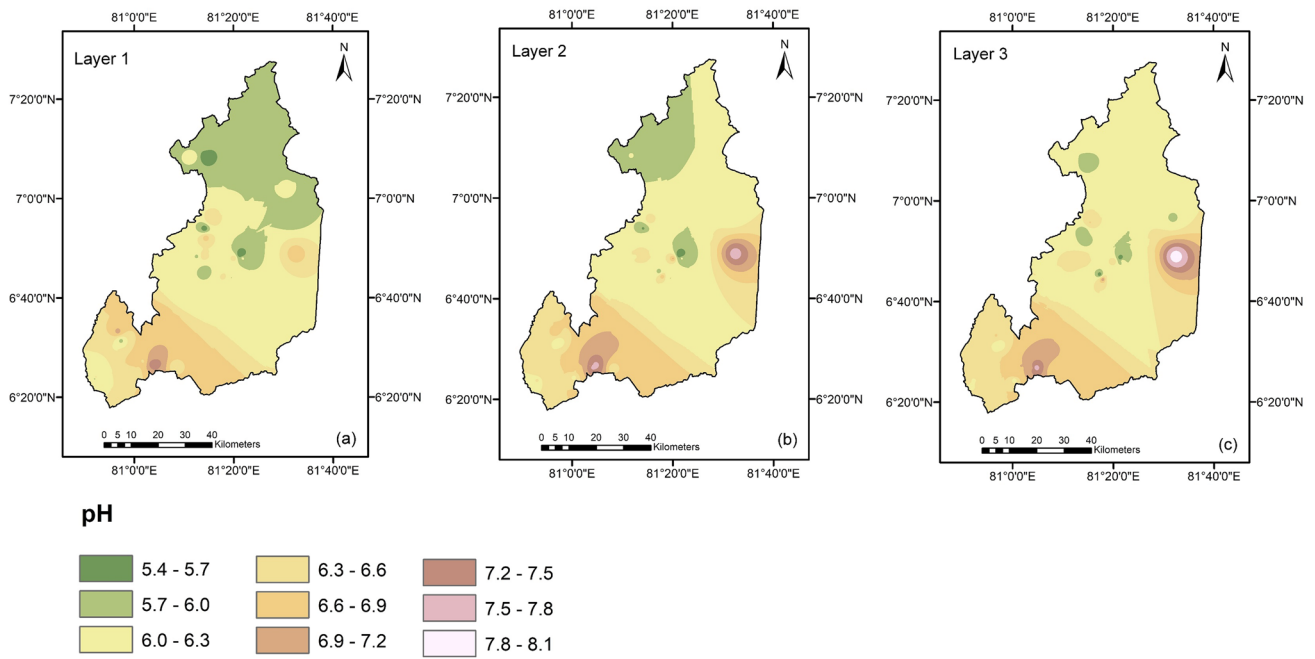 81°0'0"E 81°20'0"E 81°40'0"E
Layer 1
N
7°20'0"N 7°20'0"N
7°0'0"N 7°0'0"N
6°40'0"N 6°40'0"N
6°20'0"N 6°20'0"N
0 5 10 20 30 40
Kilometers
(a)
81°0'0"E 81°20'0"E 81°40'0"E
81°0'0"E 81°20'0"E 81°40'0"E
Layer 2
N
7°20'0"N 7°20'0"N
7°0'0"N 7°0'0"N
6°40'0"N 6°40'0"N
6°20'0"N 6°20'0"N
0 5 10 20 30 40
Kilometers
(b)
81°0'0"E 81°20'0"E 81°40'0"E
81°0'0"E 81°20'0"E 81°40'0"E
Layer 3
N
7°20'0"N 7°20'0"N
7°0'0"N 7°0'0"N
6°40'0"N 6°40'0"N
6°20'0"N 6°20'0"N
0 5 10 20 30 40
Kilometers
(c)
81°0'0"E 81°20'0"E 81°40'0"E
pH
5.4 - 5.7
5.7 - 6.0
6.0 - 6.3
6.3 - 6.6
6.6 - 6.9
6.9 - 7.2
7.2 - 7.5
7.5 - 7.8
7.8 - 8.1